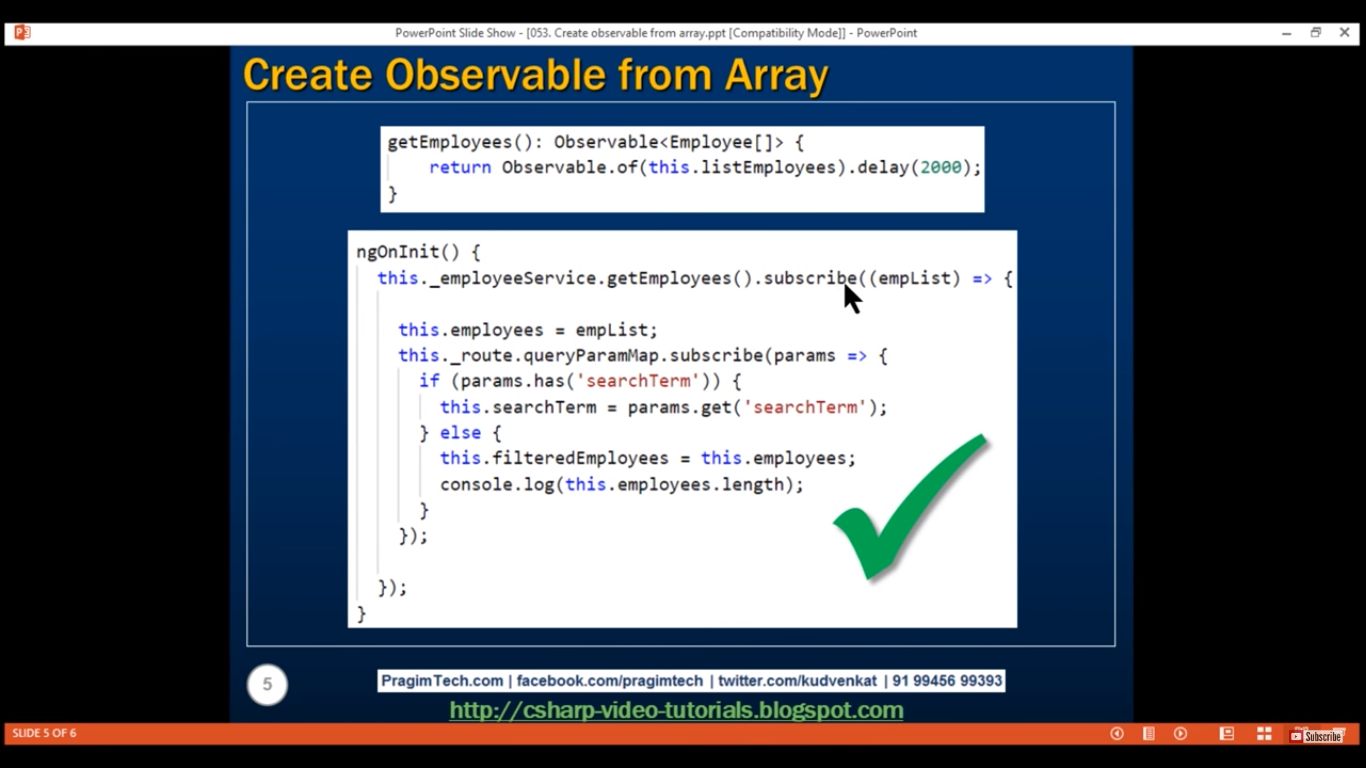 PowerPoint Slide Show - [053. Create observable from array.ppt [Compatibility Mode]] - PowerPoint
Create Observable from Array
getEmployees(): Observable<Employee[]> {
return Observable.of(this.listEmployees).delay(2000);
}
ngOnInit() {
this._employeeService.getEmployees().subscribe((empList) => {
this.employees = empList;
this._route.queryParamMap.subscribe(params => {
if (params.has('searchTerm')) {
this.searchTerm = params.get('searchTerm');
} else {
this.filteredEmployees = this.employees;
console.log(this.employees.length);
}
});
});
}
5
PragimTech.com | facebook.com/pragimtech | twitter.com/kudvenkat | 91 99456 99393
http://csharp-video-tutorials.blogspot.com
SLIDE 5 OF 6
Subscribe